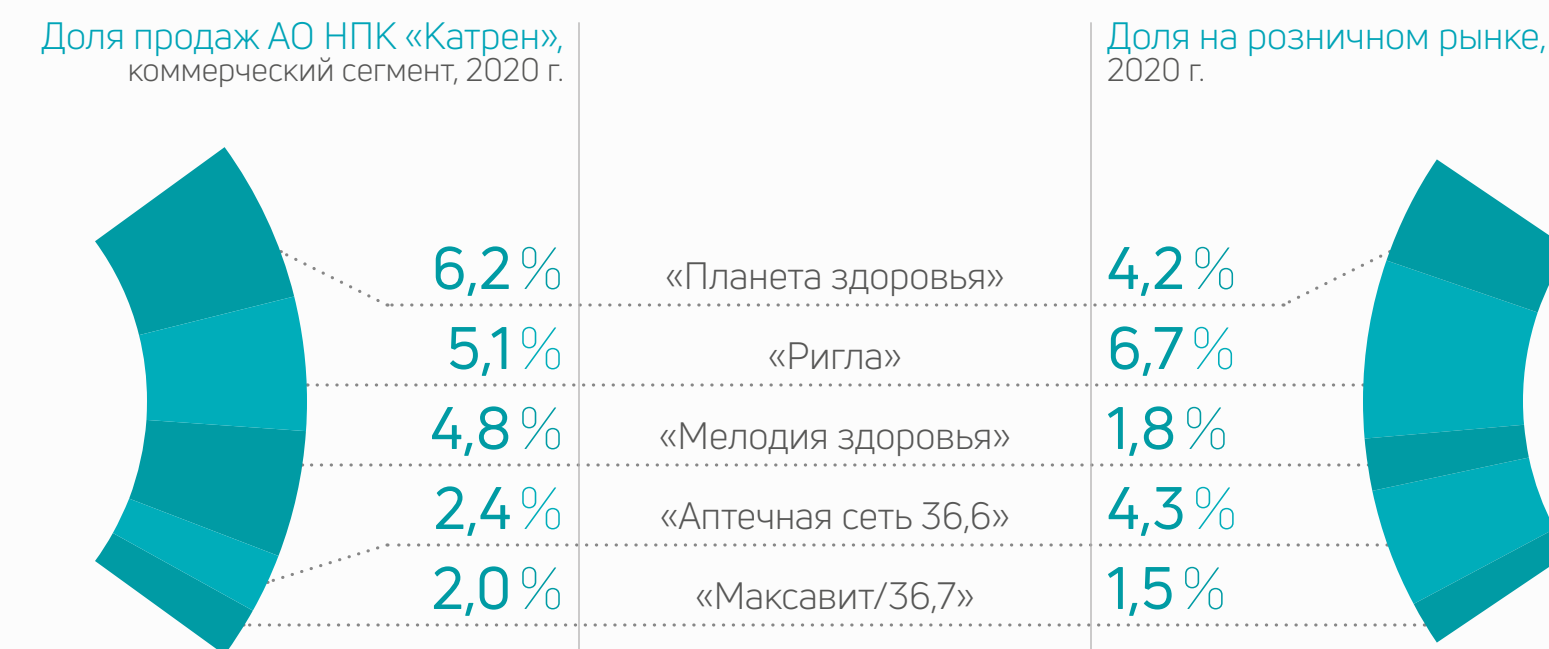 Доля продаж АО НПК «Катрен»,
коммерческий сегмент, 2020 г.
Доля на розничном рынке,
2020 г.
6,2 % «Планета здоровья» 4,2 %
5,1 % «Ригла» 6,7 %
4,8 % «Мелодия здоровья» 1,8 %
2,4 % «Аптечная сеть 36,6» 4,3 %
2,0 % «Максавит/36,7» 1,5 %